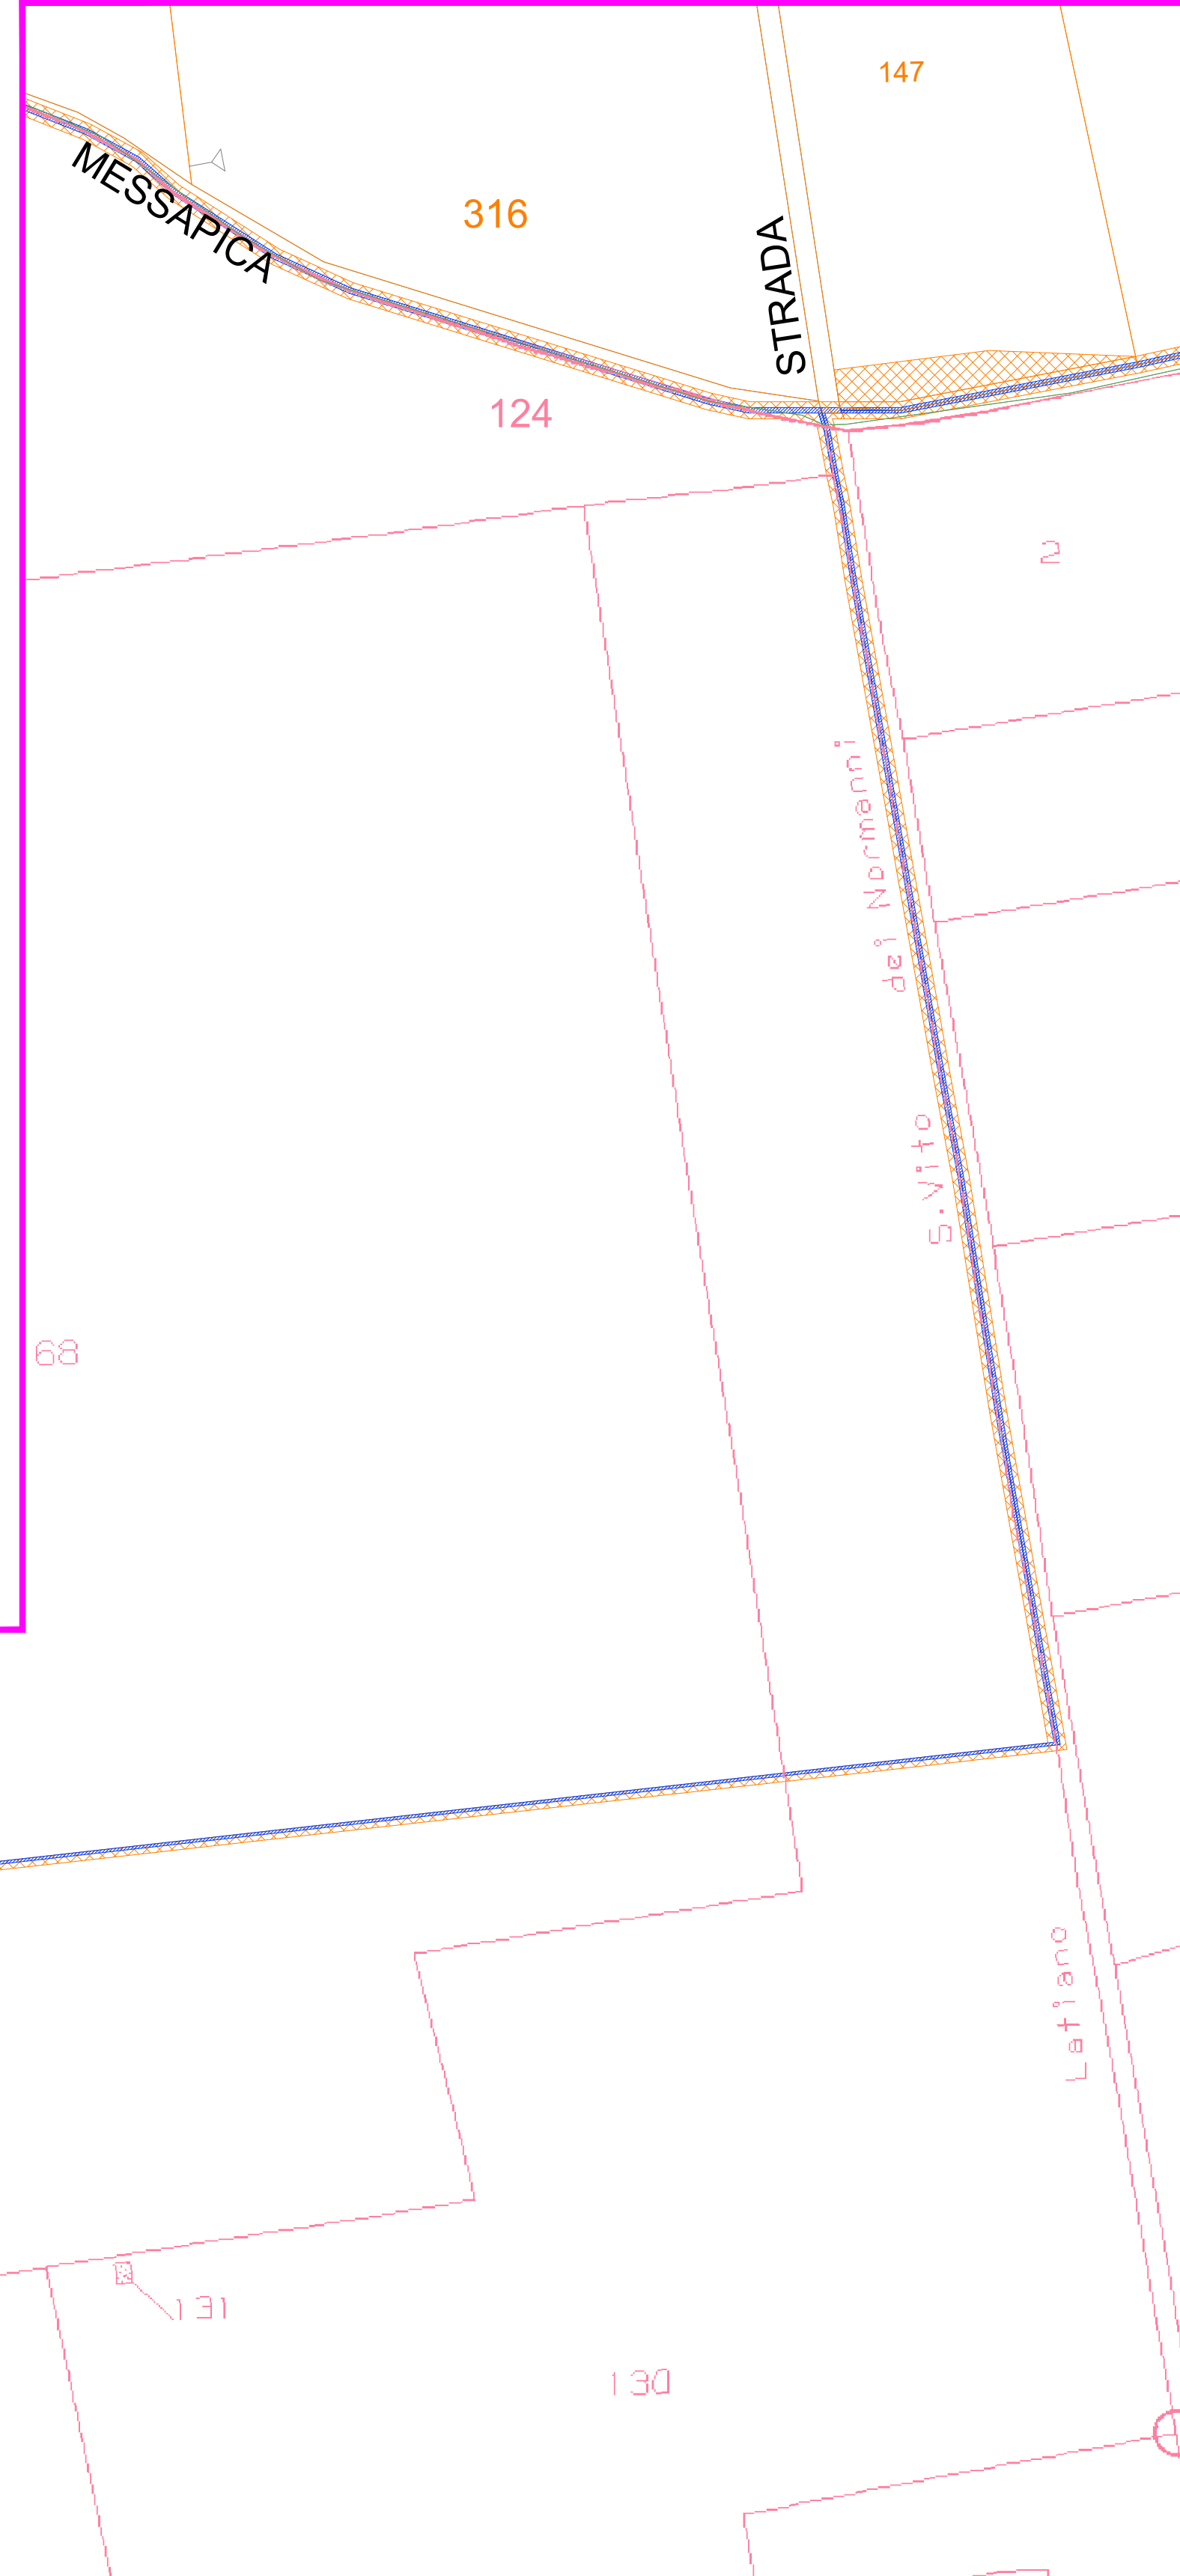 147
MESSAPICA
316
STRADA
124
2
dei Normanni
S.Vito
68
Latiano
131
130